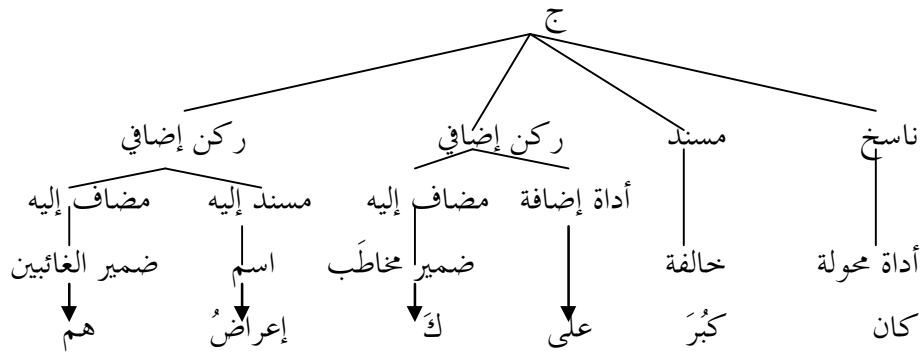 ج
ناسخ مسند ركن إضافي ركن إضافي
أداة إضافة مضاف إليه مسند إليه مضاف إليه
أداة محولة خالفة ضمير مخاطَب اسم ضمير الغائبين
كان كبُرَ على كَ إعراضُ هم